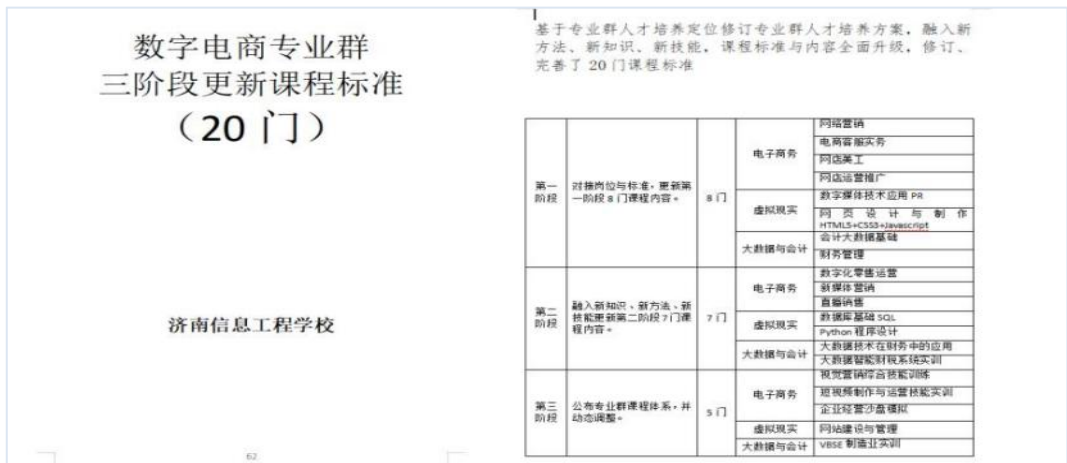 数字电商专业群
三阶段更新课程标准
（20 门）
济南信息工程学校
62
基于专业群人才培养定位修订专业群人才培养方案，融入新
方法、新知识、新技能，课程标准与内容全面升级，修订、
完善了 20 门课程标准
第一
阶段
对接岗位与标准，更新第
一阶段 8 门课程内容。
8 门
电子商务
网络营销
电商客服实务
网店美工
网店运营推广
虚拟现实
数字媒体技术应用 PR
网页设计与制作
HTML5+CSS3+Javascript
大数据与会计
会计大数据基础
财务管理
第二
阶段
融入新知识、新方法、新
技能更新第二阶段 7 门课
程内容。
7 门
电子商务
数字化零售运营
新媒体营销
直播销售
虚拟现实
数据库基础 SQL
Python 程序设计
大数据与会计
大数据技术在财务中的应用
大数据智能财税系统实训
第三
阶段
公布专业群课程体系，并
动态调整。
5 门
电子商务
视觉营销综合技能训练
短视频制作与运营技能实训
企业经营沙盘模拟
虚拟现实
网站建设与管理
大数据与会计
VBSE 制造业实训